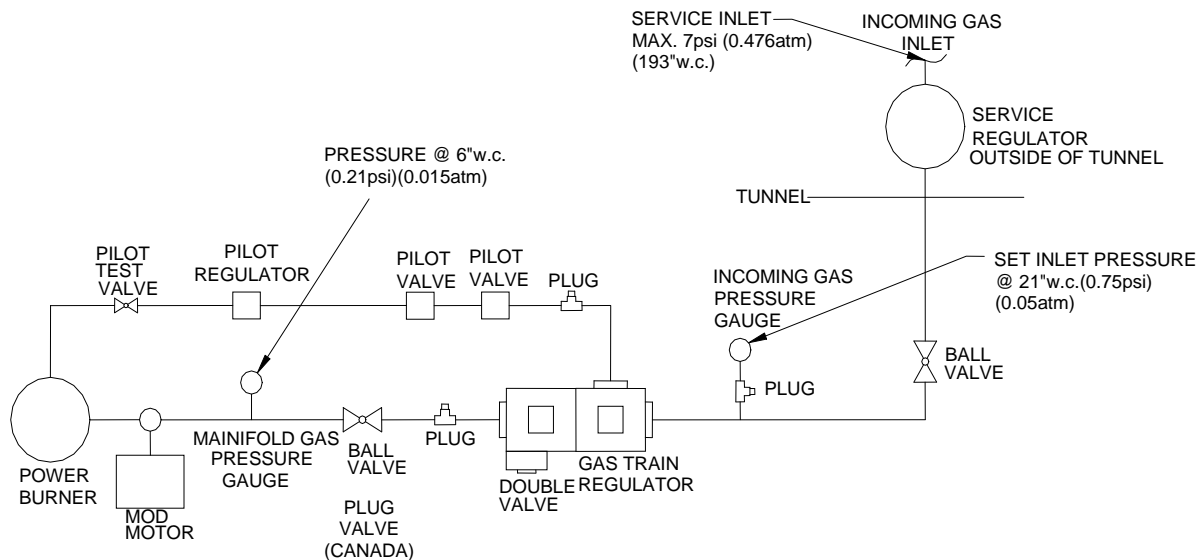 SERVICE INLET
MAX. 7psi (0.476atm)
(193"w.c.)
INCOMING GAS
INLET
SERVICE
REGULATOR
OUTSIDE OF TUNNEL
PRESSURE @ 6"w.c.
(0.21psi)(0.015atm)
TUNNEL
PILOT
TEST
VALVE
PILOT
REGULATOR
PILOT
VALVE
PILOT
VALVE
PLUG
INCOMING GAS
PRESSURE
GAUGE
SET INLET PRESSURE
@ 21"w.c.(0.75psi)
(0.05atm)
PLUG
BALL
VALVE
POWER
BURNER
MOD
MOTOR
MAINIFOLD GAS
PRESSURE
GAUGE
BALL
VALVE
PLUG
VALVE
(CANADA)
PLUG
DOUBLE
VALVE
GAS TRAIN
REGULATOR